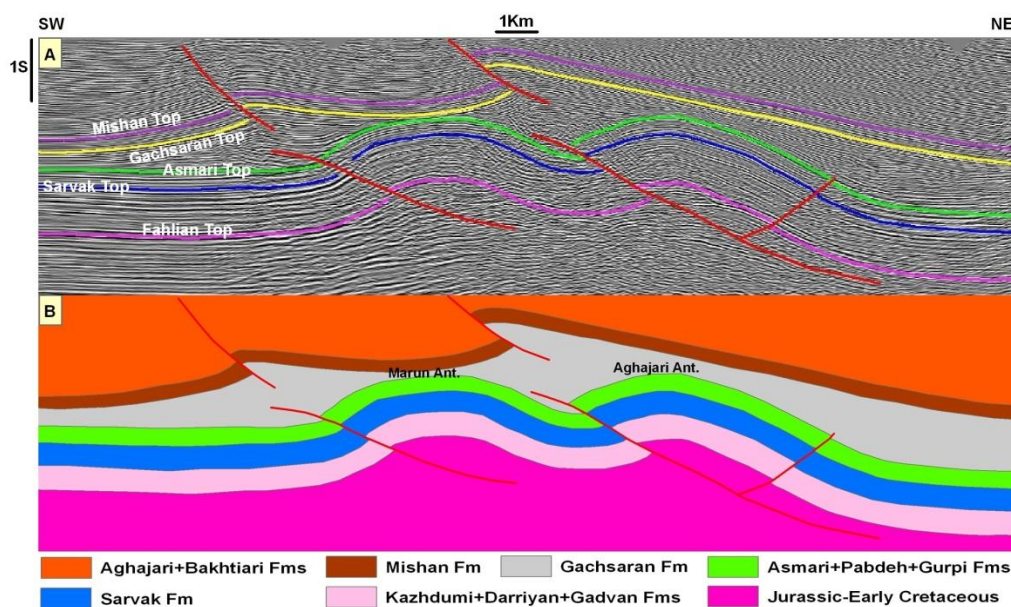 SW
1Km
NE
1S
A
Mishan Top
Gachsaran Top
Asmari Top
Sarvak Top
Fahlian Top
B
Marun Ant.
Aghajari Ant.
Aghajari+Bakhtiari Fms
Mishan Fm
Gachsaran Fm
Asmari+Pabdeh+Gurpi Fms
Sarvak Fm
Kazhdumi+Darriyan+Gadvan Fms
Jurassic-Early Cretaceous